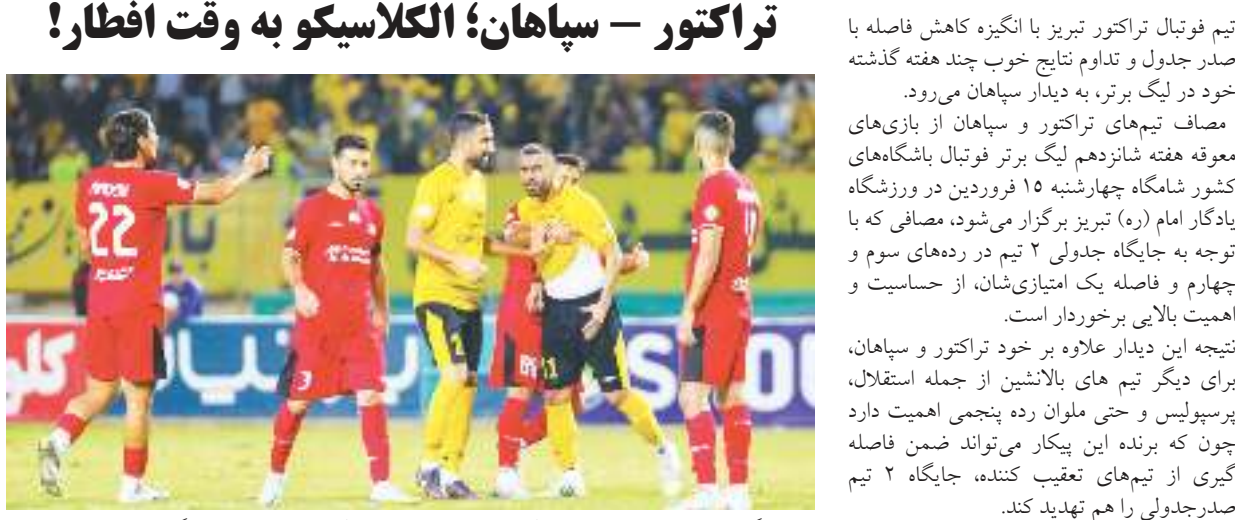 تراکتور – سپاهان؛ الکلاسیکو به وقت افطار!
تیم فوتبال تراکتور تبریز با انگیزه کاهش فاصله با
صدر جدول و تداوم نتایج خوب چند هفته گذشته
خود در لیگ برتر، به دیدار سپاهان می‌رود.
مصاف تیم‌های تراکتور و سپاهان از بازی‌های
معوقه هفته شانزدهم لیگ برتر فوتبال باشگاه‌های
کشور شامگاه چهارشنبه ۱۵ فروردین در ورزشگاه
یادگار امام (ره) تبریز برگزار می‌شود، مصافی که با
توجه به جایگاه جدولی ۲ تیم در رده‌های سوم و
چهارم و فاصله یک امتیازی‌شان، از حساسیت و
اهمیت بالایی برخوردار است.
نتیجه این دیدار علاوه بر خود تراکتور و سپاهان،
برای دیگر تیم های بالانشین از جمله استقلال،
پرسپولیس و حتی ملوان رده پنجمی اهمیت دارد
چون که برنده این پیکار می‌تواند ضمن فاصله
گیری از تیم‌های تعقیب کننده، جایگاه ۲ تیم
صدرجدولی را هم تهدید کند.
22
3